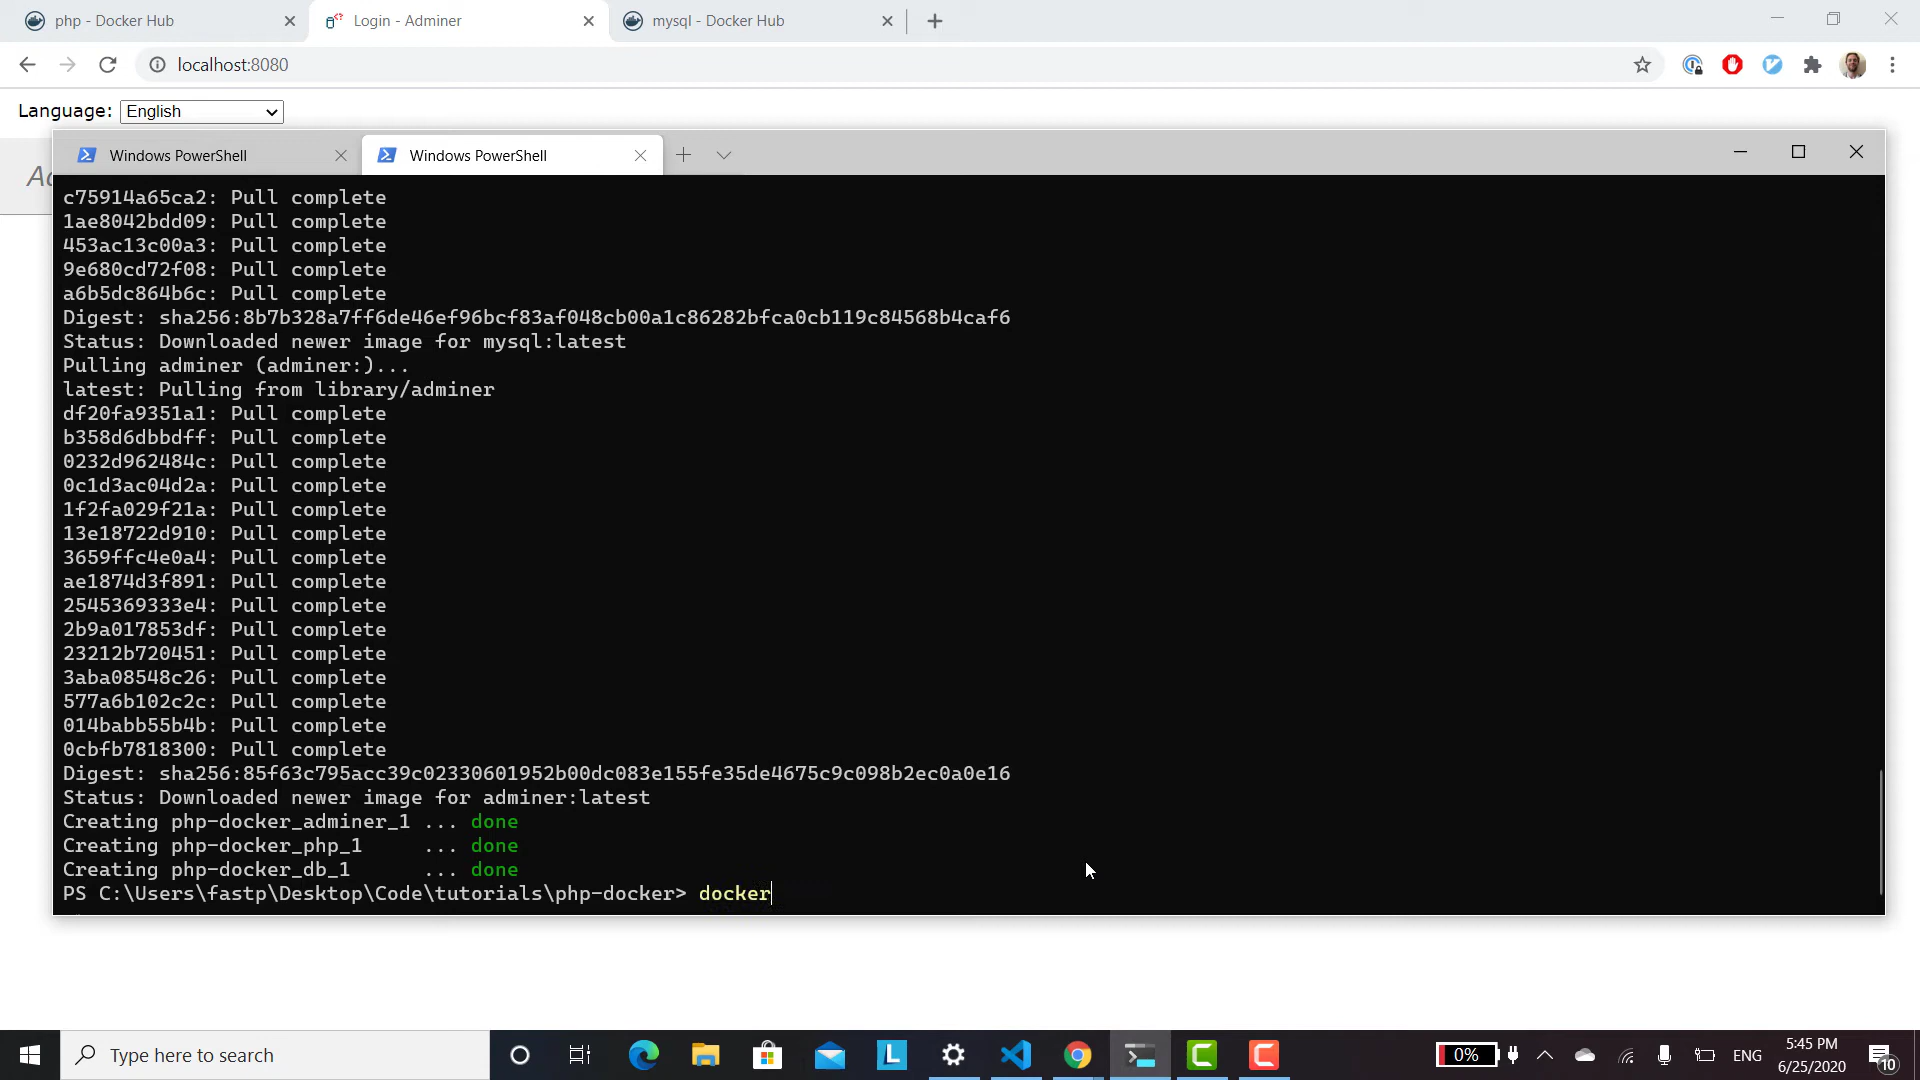 php - Docker Hub
Login - Adminer
mysql - Docker Hub
localhost:8080
Language: English
Windows PowerShell
Windows PowerShell
c75914a65ca2: Pull complete
1ae8042bdd09: Pull complete
453ac13c00a3: Pull complete
9e680cd72f08: Pull complete
a6b5dc864b6c: Pull complete
Digest: sha256:8b7b328a7ff6de46ef96bcf83af048cb00a1c86282bfca0cb119c84568b4caf6
Status: Downloaded newer image for mysql:latest
Pulling adminer (adminer:)...
latest: Pulling from library/adminer
df20fa9351a1: Pull complete
b358d6dbbdff: Pull complete
0232d962484c: Pull complete
0c1d3ac04d2a: Pull complete
1f2fa029f21a: Pull complete
13e18722d910: Pull complete
3659ffc4e0a4: Pull complete
ae1874d3f891: Pull complete
2545369333e4: Pull complete
2b9a017853df: Pull complete
23212b720451: Pull complete
3aba08548c26: Pull complete
577a6b102c2c: Pull complete
014babb55b4b: Pull complete
0cbfb7818300: Pull complete
Digest: sha256:85f63c795acc39c02330601952b00dc083e155fe35de4675c9c098b2ec0a0e16
Status: Downloaded newer image for adminer:latest
Creating php-docker_adminer_1 ... done
Creating php-docker_php_1 ... done
Creating php-docker_db_1 ... done
PS C:\Users\fastp\Desktop\Code\tutorials\php-docker> docker
Type here to search
0%
ENG
5:45 PM
6/25/2020
10